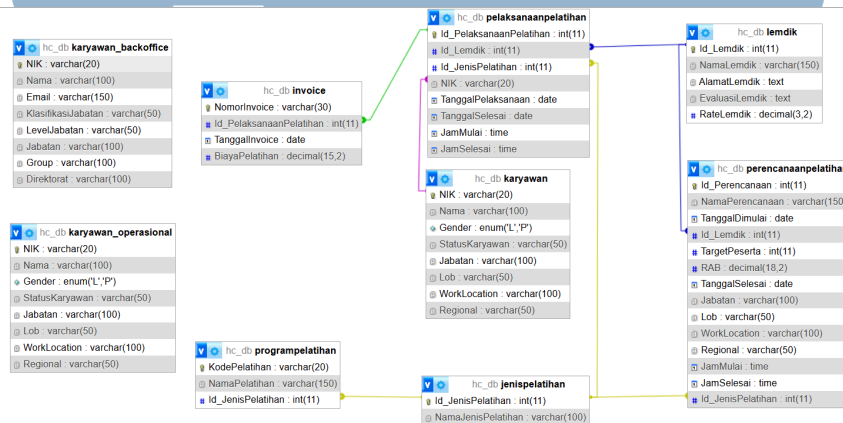 hc_db karyawan_backoffice
NIK : varchar(20)
Nama : varchar(100)
Email : varchar(150)
KlasifikasiJabatan : varchar(50)
LevelJabatan : varchar(50)
Jabatan : varchar(100)
Group : varchar(100)
Direktorat : varchar(100)
hc_db invoice
NomorInvoice : varchar(30)
Id_PelaksanaanPelatihan : int(11)
TanggalInvoice : date
BiayaPelatihan : decimal(15,2)
hc_db pelaksanaanpelatihan
Id_PelaksanaanPelatihan : int(11)
Id_Lemdik : int(11)
Id_JenisPelatihan : int(11)
NIK : varchar(20)
TanggalPelaksanaan : date
TanggalSelesai : date
JamMulai : time
JamSelesai : time
hc_db lemdik
Id_Lemdik : int(11)
NamaLemdik : varchar(150)
AlamatLemdik : text
EvaluasiLemdik : text
RateLemdik : decimal(3,2)
hc_db karyawan_operasional
NIK : varchar(20)
Nama : varchar(100)
Gender : enum('L','P')
StatusKaryawan : varchar(50)
Jabatan : varchar(100)
Lob : varchar(50)
WorkLocation : varchar(100)
Regional : varchar(50)
hc_db karyawan
NIK : varchar(20)
Nama : varchar(100)
Gender : enum('L','P')
StatusKaryawan : varchar(50)
Jabatan : varchar(100)
Lob : varchar(50)
WorkLocation : varchar(100)
Regional : varchar(50)
hc_db perencanaanpelatihan
Id_Perencanaan : int(11)
NamaPerencanaan : varchar(150
TanggalDimulai : date
Id_Lemdik : int(11)
TargetPeserta : int(11)
RAB : decimal(18,2)
TanggalSelesai : date
Jabatan : varchar(100)
Lob : varchar(50)
WorkLocation : varchar(100)
Regional : varchar(50)
JamMulai : time
JamSelesai : time
Id_JenisPelatihan : int(11)
hc_db programpelatihan
KodePelatihan : varchar(20)
NamaPelatihan : varchar(150)
Id_JenisPelatihan : int(11)
hc_db jenispelatihan
Id_JenisPelatihan : int(11)
NamaJenisPelatihan : varchar(100)